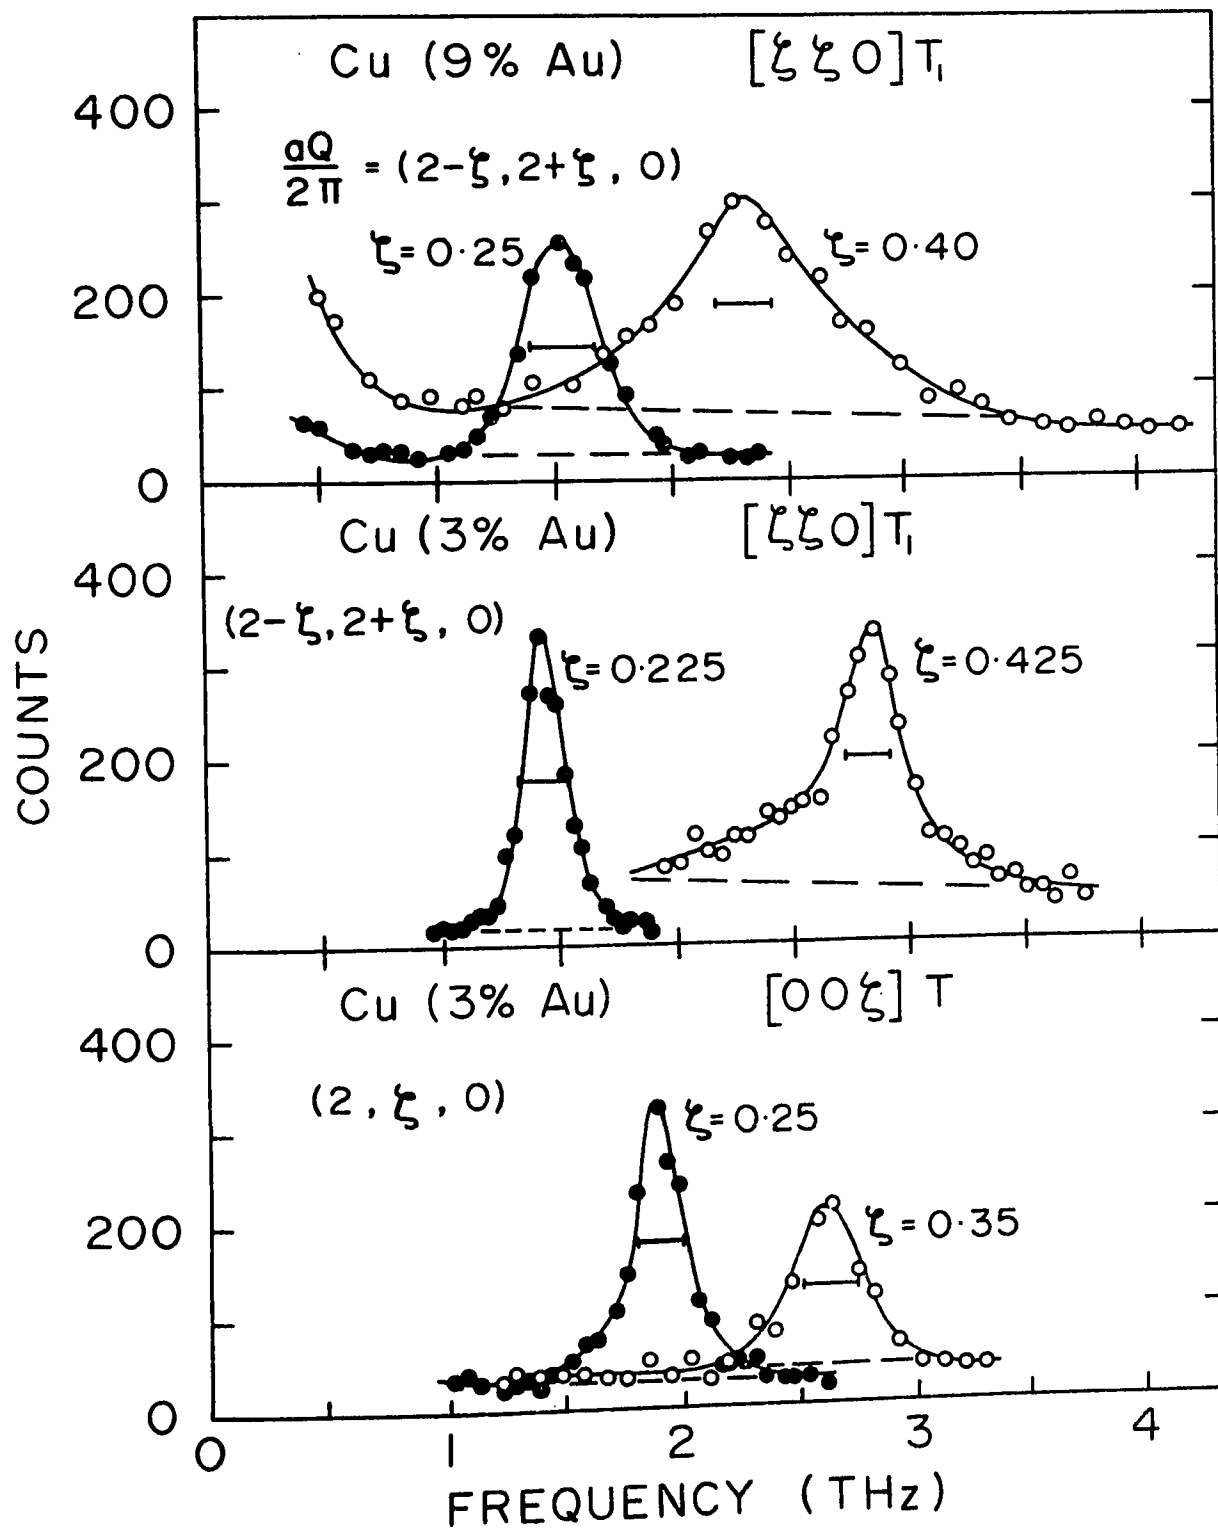 Cu (9% Au) [ζ ζ 0] T₁
400
aQ/2π = (2-ζ, 2+ζ, 0)
ζ=0·25 ζ=0·40
200
0
Cu (3% Au) [ζζ0] T₁
400
(2-ζ, 2+ζ, 0)
ζ=0·225 ζ=0·425
COUNTS
200
0
Cu (3% Au) [00ζ] T
400
(2, ζ, 0)
ζ=0·25
200
ζ=0·35
0
0 1 2 3 4
FREQUENCY (THz)